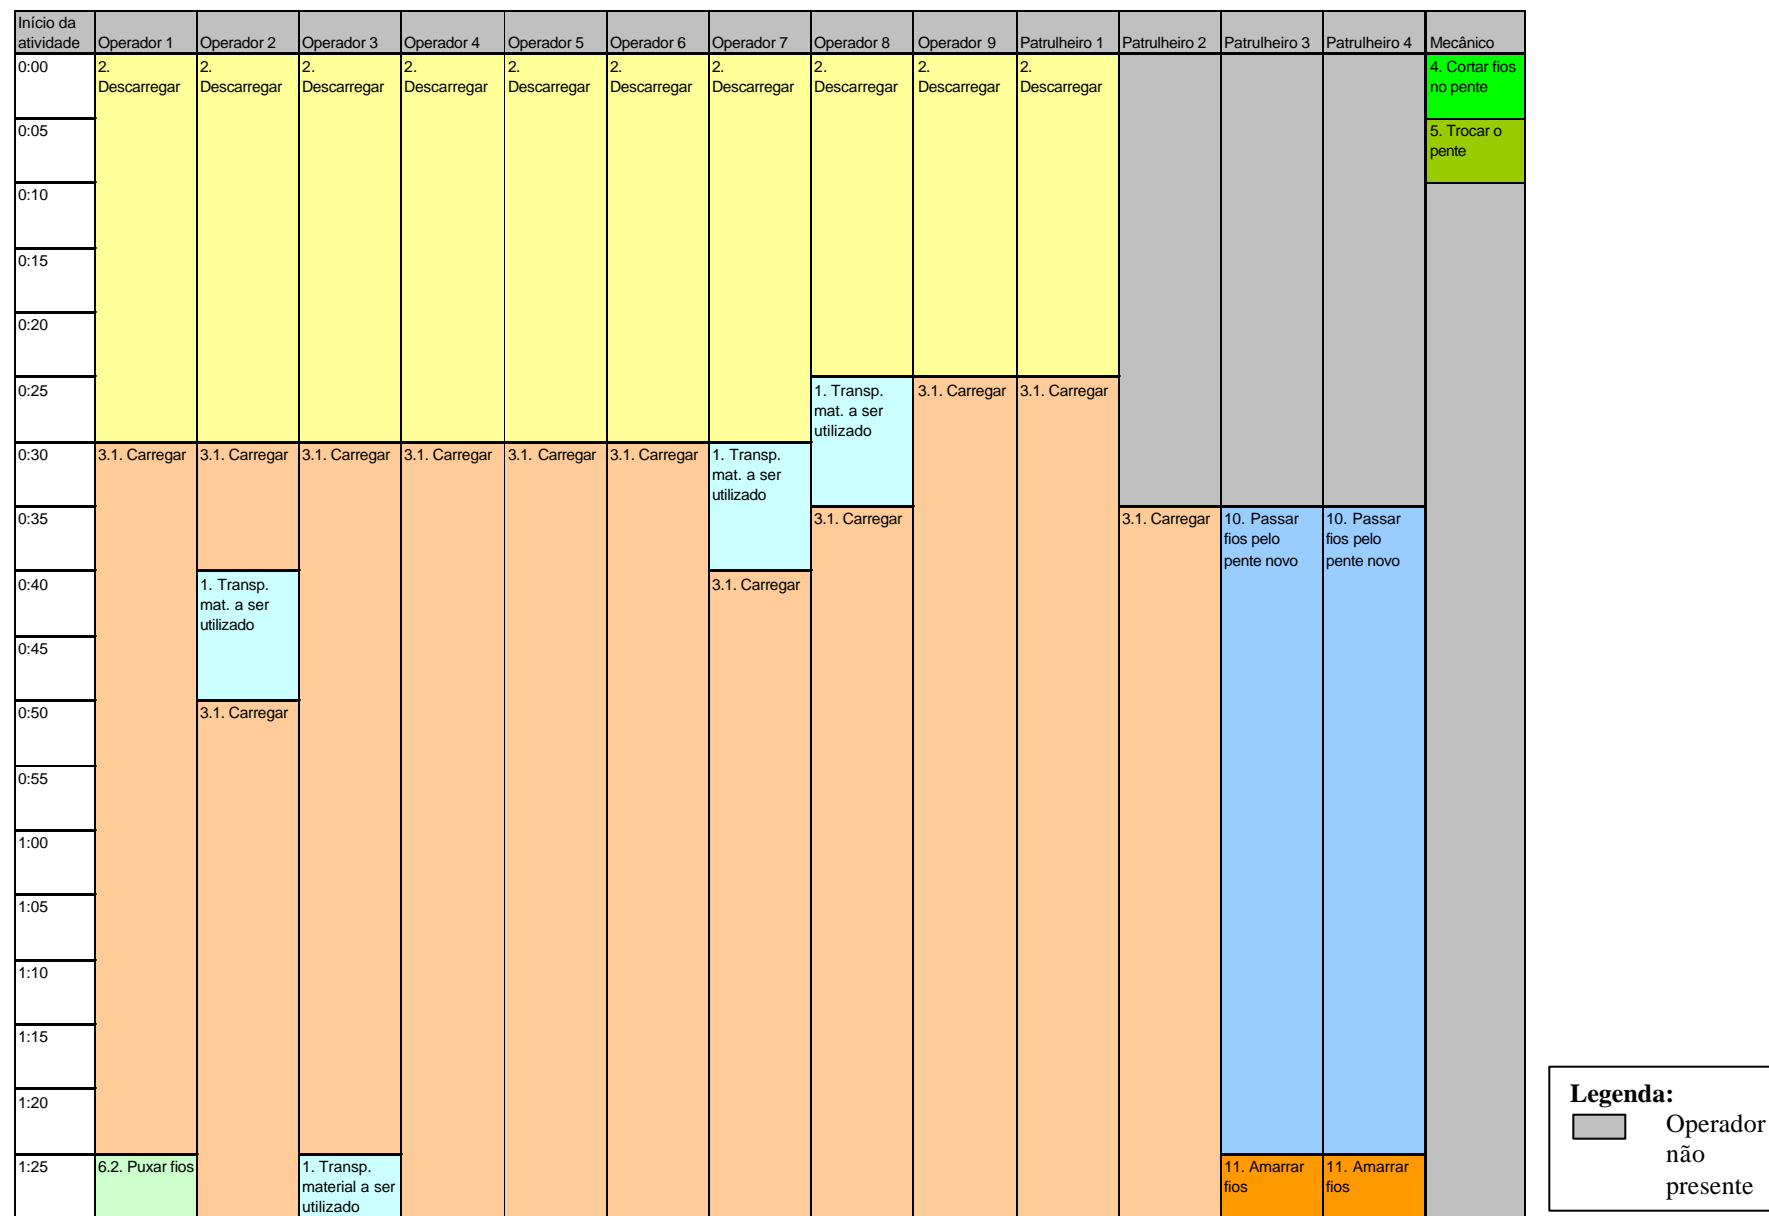 Início da
atividade Operador 1 Operador 2 Operador 3 Operador 4 Operador 5 Operador 6 Operador 7 Operador 8 Operador 9 Patrulheiro 1 Patrulheiro 2 Patrulheiro 3 Patrulheiro 4 Mecânico
0:00 2. 2. 2. 2. 2. 2. 2. 2. 2. 2. 4. Cortar fios
Descarregar Descarregar Descarregar Descarregar Descarregar Descarregar Descarregar Descarregar Descarregar Descarregar no pente
0:05 5. Trocar o
pente
0:10
0:15
0:20
0:25 1. Transp. 3.1. Carregar 3.1. Carregar
mat. a ser
utilizado
0:30 3.1. Carregar 3.1. Carregar 3.1. Carregar 3.1. Carregar 3.1. Carregar 3.1. Carregar 1. Transp.
mat. a ser
utilizado
0:35 3.1. Carregar 3.1. Carregar 10. Passar 10. Passar
fios pelo fios pelo
pente novo pente novo
0:40 1. Transp. 3.1. Carregar
mat. a ser
utilizado
0:45
0:50 3.1. Carregar
0:55
1:00
1:05
1:10
1:15
1:20
1:25 6.2. Puxar fios 1. Transp. 11. Amarrar 11. Amarrar
material a ser fios fios
utilizado
Legenda:
Operador
não
presente